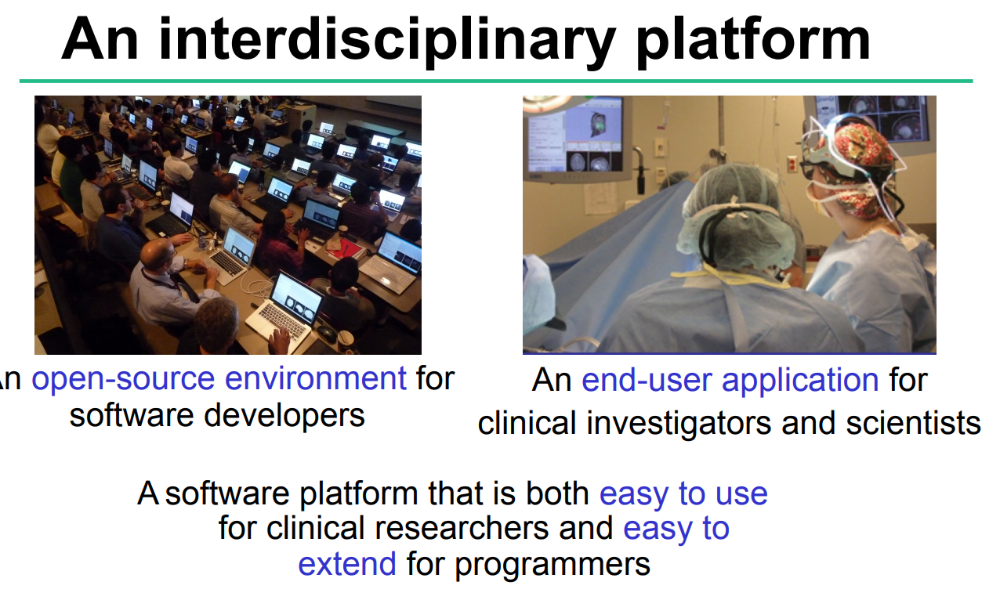 An interdisciplinary platform
An open-source environment for
software developers
An end-user application for
clinical investigators and scientists
A software platform that is both easy to use
for clinical researchers and easy to
extend for programmers